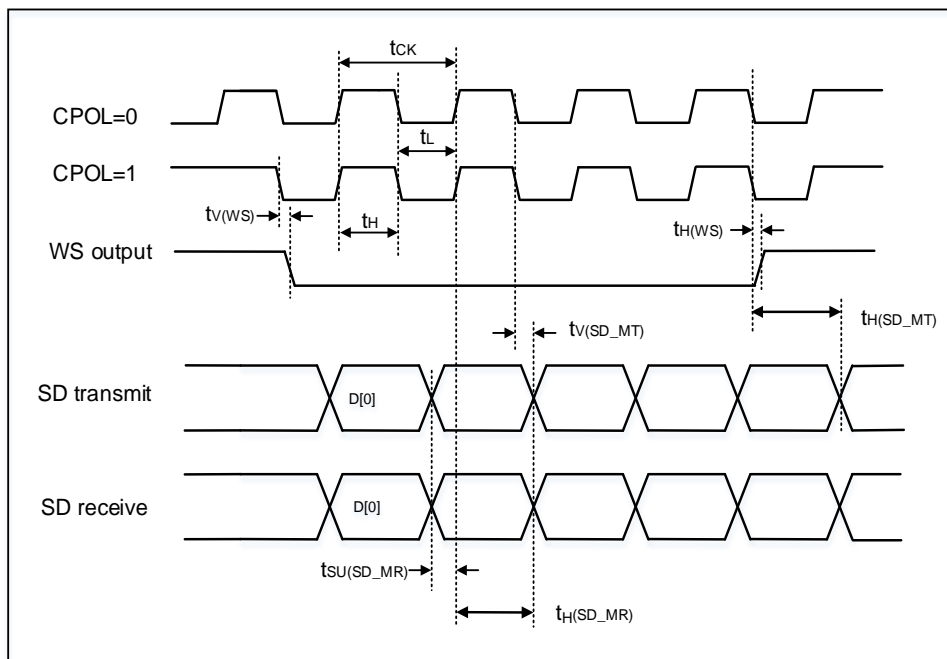 tCK
CPOL=0
tL
CPOL=1
tV(WS)
tH
tH(WS)
WS output
tV(SD_MT)
tH(SD_MT)
SD transmit
D[0]
SD receive
D[0]
tSU(SD_MR)
tH(SD_MR)